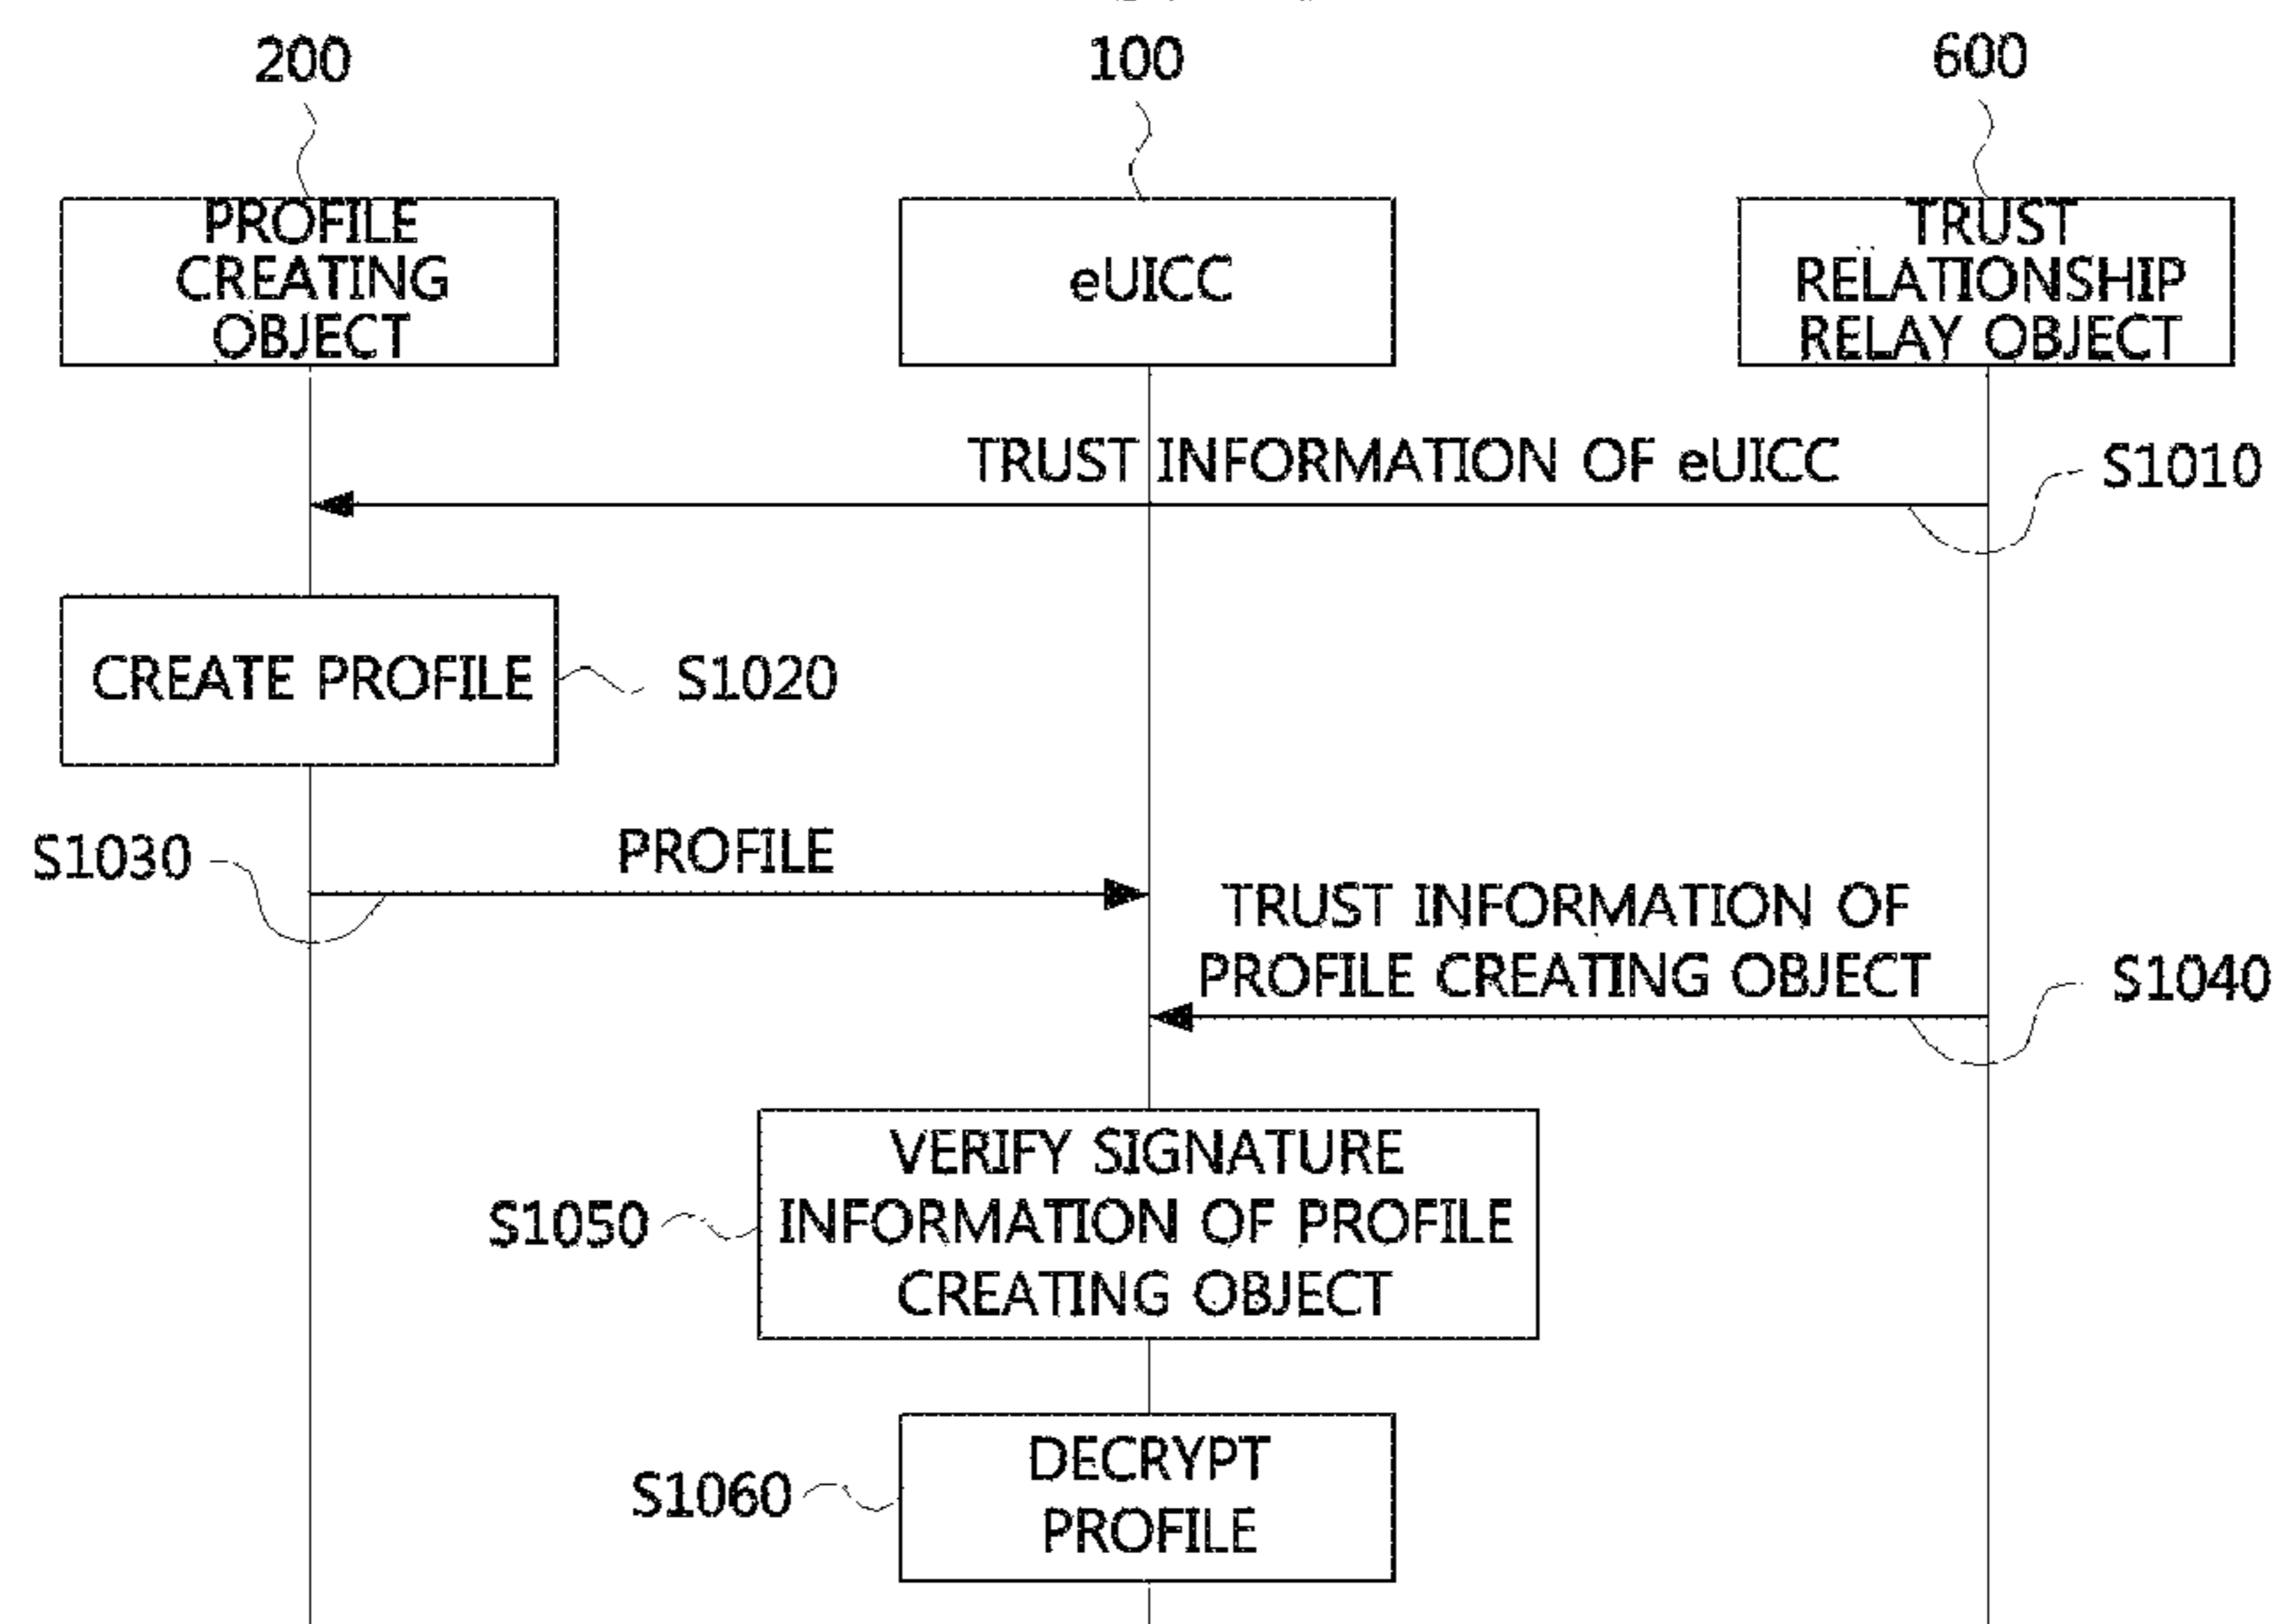 200
100
600
PROFILE
CREATING
OBJECT
eUICC
TRUST
RELATIONSHIP
RELAY OBJECT
TRUST INFORMATION OF eUICC
S1010
CREATE PROFILE
S1020
S1030
PROFILE
TRUST INFORMATION OF
PROFILE CREATING OBJECT
S1040
VERIFY SIGNATURE
INFORMATION OF PROFILE
CREATING OBJECT
S1050
DECRYPT
PROFILE
S1060